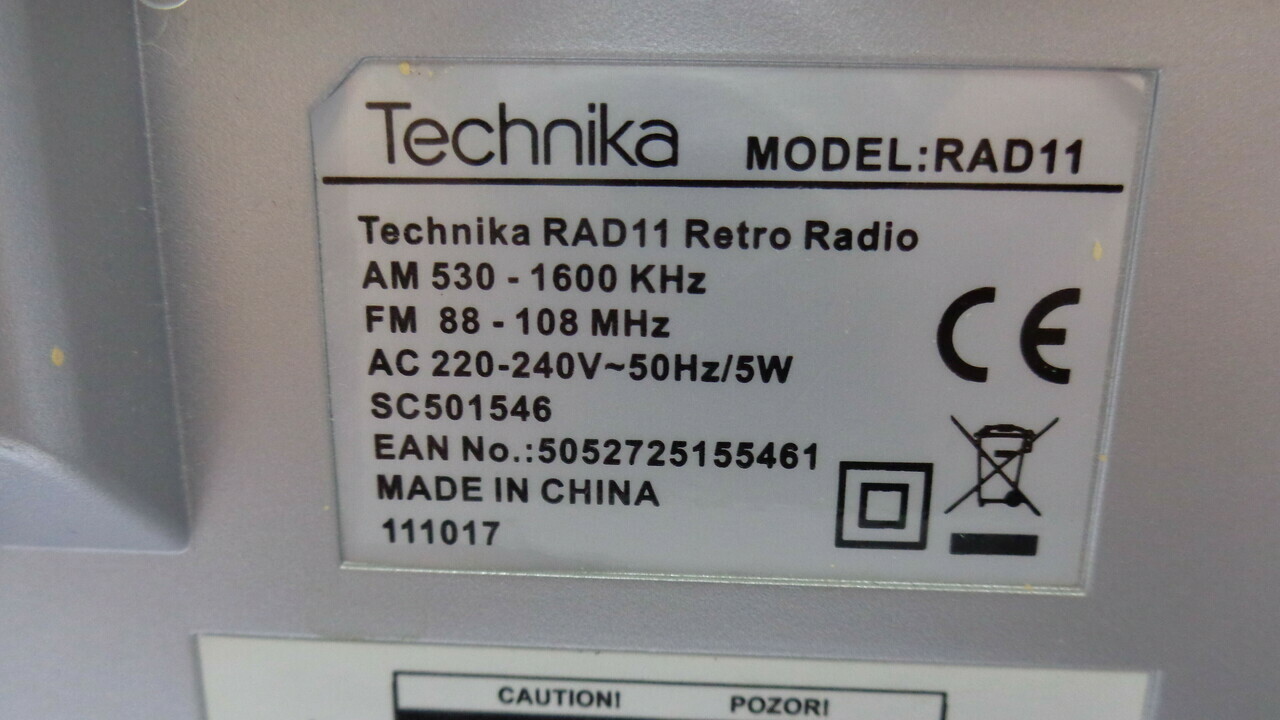 Technika MODEL:RAD11
Technika RAD11 Retro Radio
AM 530 - 1600 KHz
FM 88 - 108 MHz
AC 220-240V~50Hz/5W
SC501546
EAN No.:5052725155461
MADE IN CHINA
111017
CE
CAUTION! POZOR!